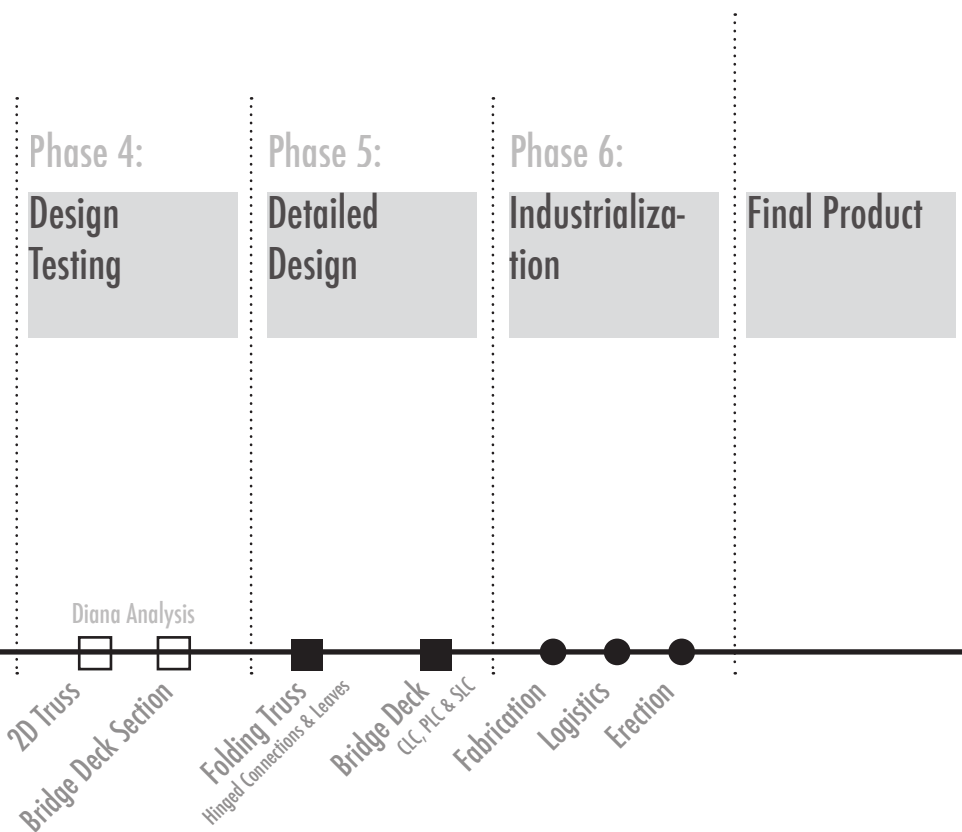 Phase 4:
Design
Testing
Phase 5:
Detailed
Design
Phase 6:
Industrializa-
tion
Final Product
Diana Analysis
2D Truss
Bridge Deck Section
Folding Truss
Hinged Connections & Leaves
Bridge Deck
CLC, PLC & SLC
Fabrication
Logistics
Erection